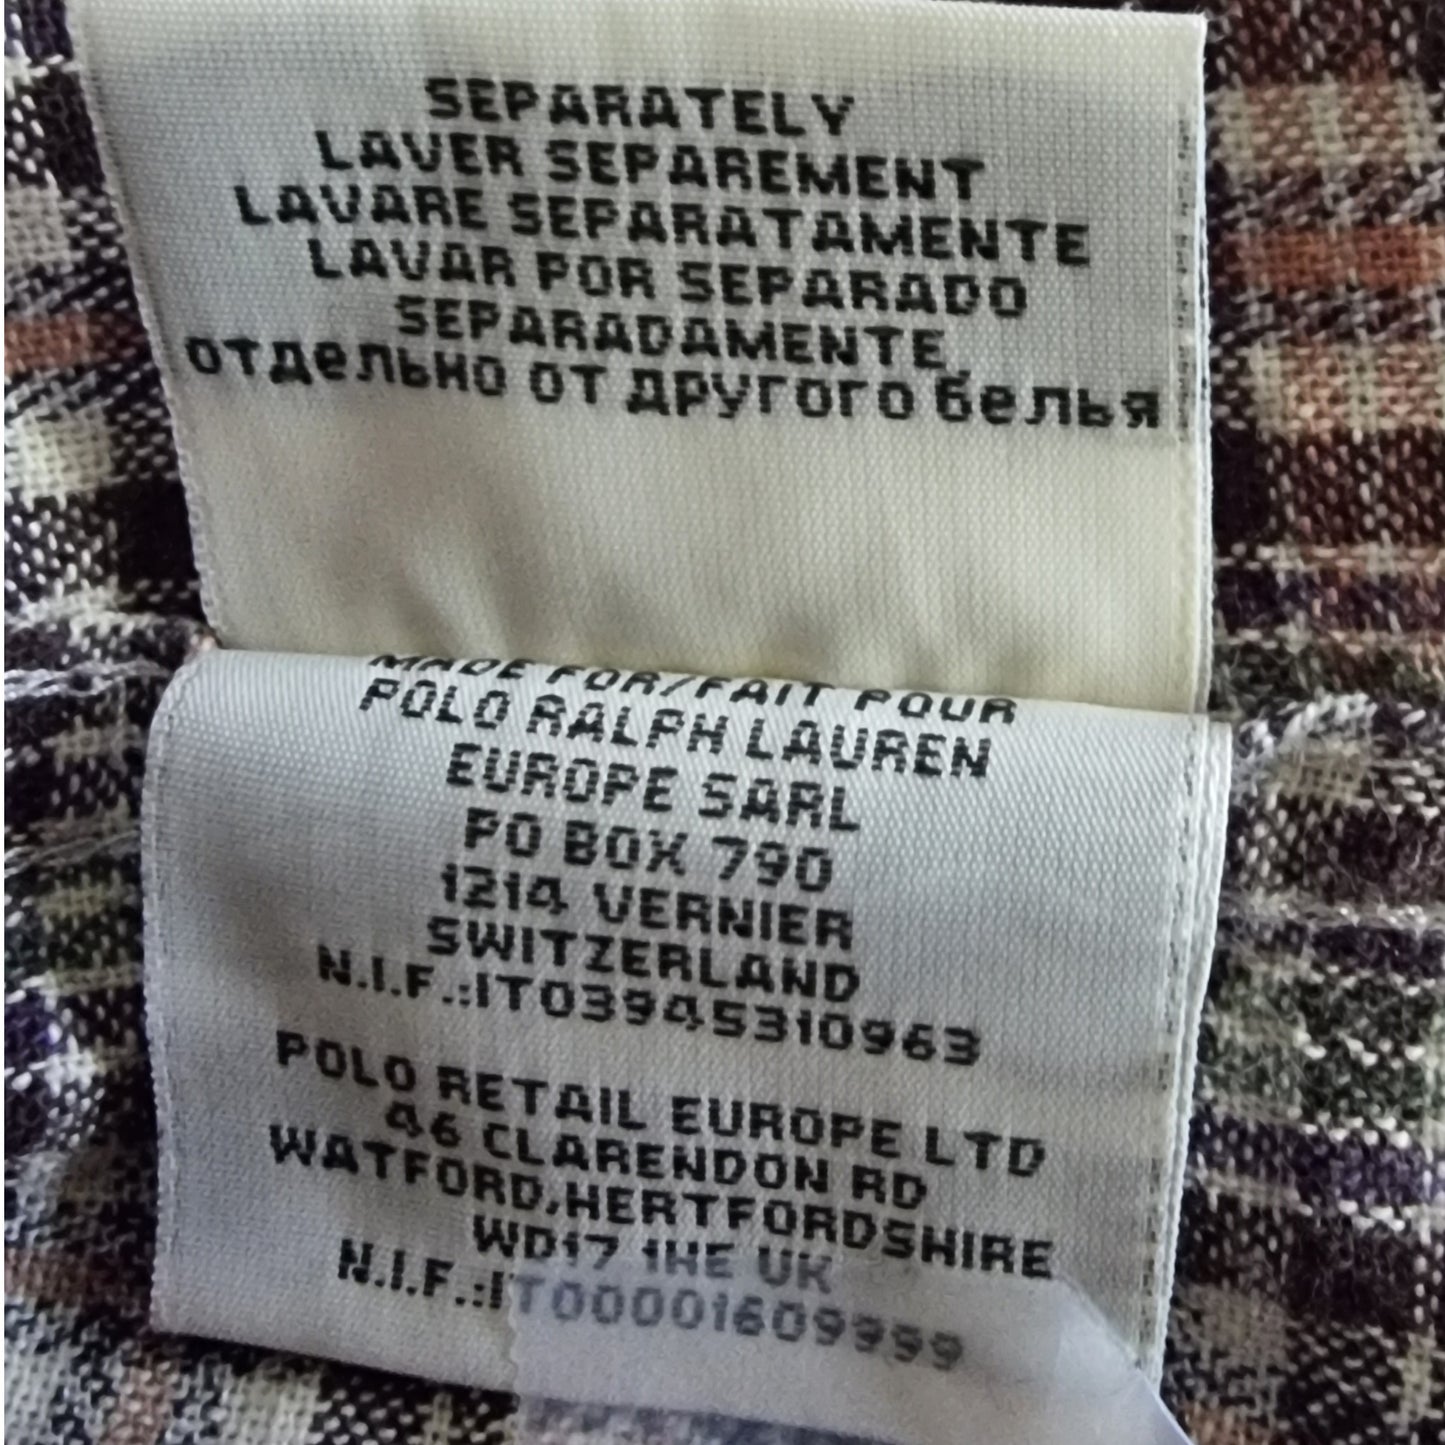 SEPARATELY
LAVER SEPAREMENT
LAVARE SEPARATAMENTE
LAVAR POR SEPARADO
SEPARADAMENTE
отдельно от другого белья
MADE FOR/FAIT POUR
POLO RALPH LAUREN
EUROPE SARL
PO BOX 790
1214 VERNIER
SWITZERLAND
N.I.F.:IT03945310963
POLO RETAIL EUROPE LTD
46 CLARENDON RD
WATFORD,HERTFORDSHIRE
WD17 1HE UK
N.I.F.:IT00001609999